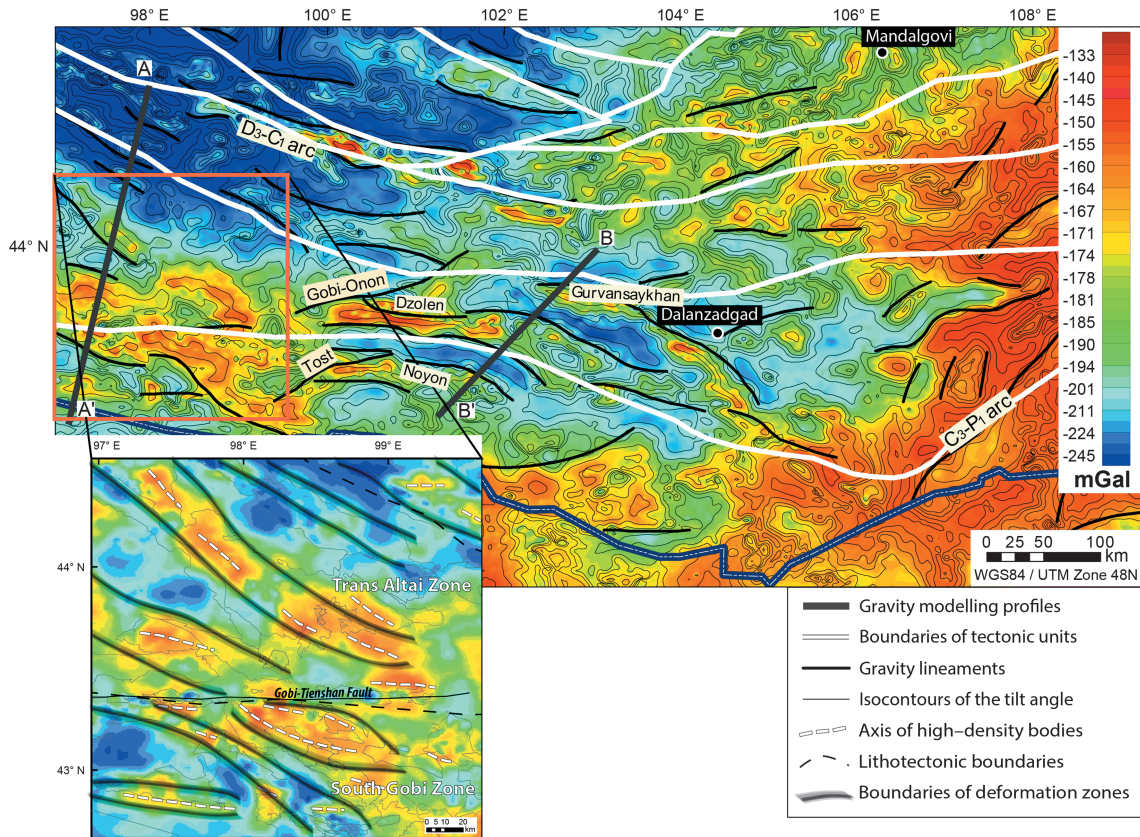 98° E
100° E
102° E
104° E
106° E
108° E
Mandalgovi
A
D3-C1 arc
-133
-140
-145
-150
-155
-160
-164
-167
-171
-174
-178
-181
-185
-189
-194
-201
-211
-224
-245
mGal
44° N
B
Gobi-Onon
Dzolen
Gurvansaykhan
Dalanzadgad
Tost
Noyon
A'
B'
C3-P1 arc
0 25 50 100
km
WGS84 / UTM Zone 48N
97° E
98° E
99° E
44° N
Trans Altai Zone
Gobi-Tienshan Fault
43° N
South Gobi Zone
0 5 10 20
km
Gravity modelling profiles
Boundaries of tectonic units
Gravity lineaments
Isocontours of the tilt angle
Axis of high–density bodies
Lithotectonic boundaries
Boundaries of deformation zones